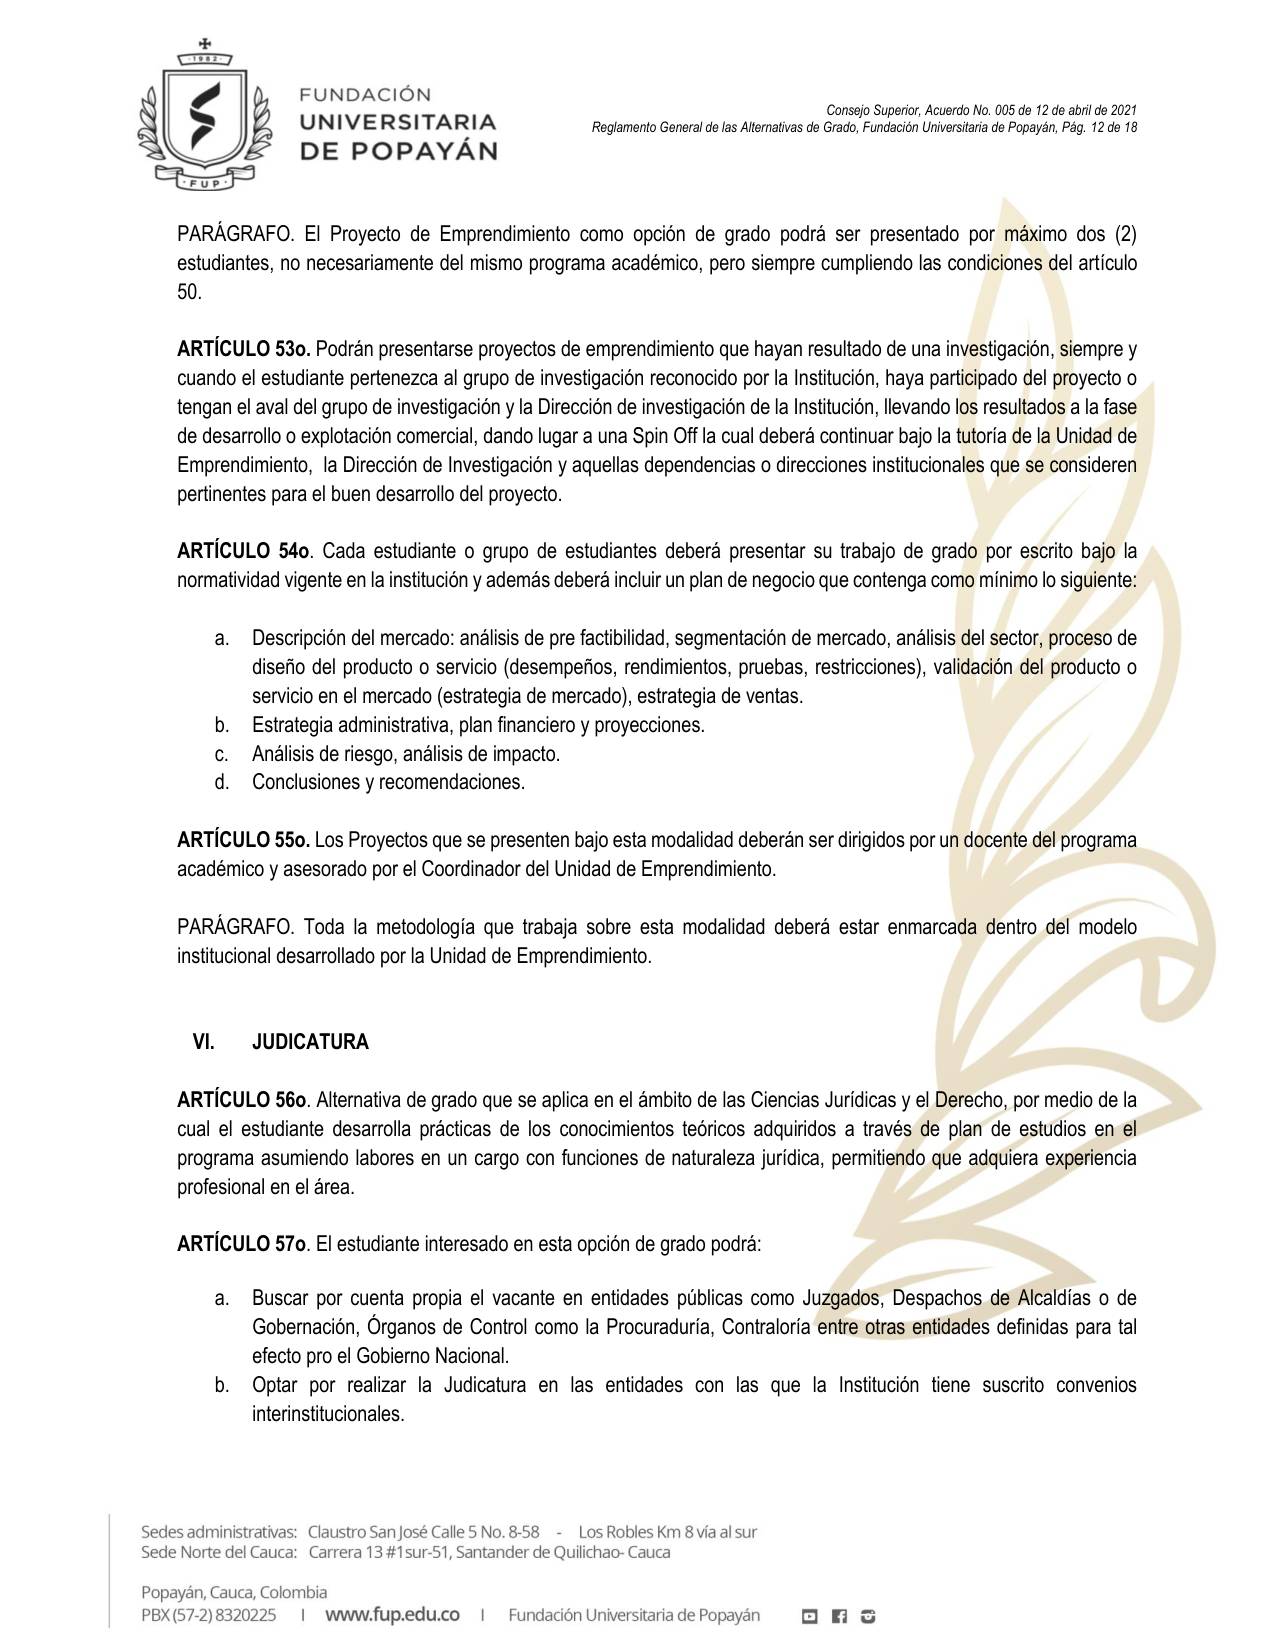 1982
FUP
FUNDACIÓN
UNIVERSITARIA
DE POPAYÁN
Consejo Superior, Acuerdo No. 005 de 12 de abril de 2021
Reglamento General de las Alternativas de Grado, Fundación Universitaria de Popayán, Pág. 12 de 18
PARÁGRAFO. El Proyecto de Emprendimiento como opción de grado podrá ser presentado por máximo dos (2)
estudiantes, no necesariamente del mismo programa académico, pero siempre cumpliendo las condiciones del artículo
50.
ARTÍCULO 53o. Podrán presentarse proyectos de emprendimiento que hayan resultado de una investigación, siempre y
cuando el estudiante pertenezca al grupo de investigación reconocido por la Institución, haya participado del proyecto o
tengan el aval del grupo de investigación y la Dirección de investigación de la Institución, llevando los resultados a la fase
de desarrollo o explotación comercial, dando lugar a una Spin Off la cual deberá continuar bajo la tutoría de la Unidad de
Emprendimiento, la Dirección de Investigación y aquellas dependencias o direcciones institucionales que se consideren
pertinentes para el buen desarrollo del proyecto.
ARTÍCULO 54o. Cada estudiante o grupo de estudiantes deberá presentar su trabajo de grado por escrito bajo la
normatividad vigente en la institución y además deberá incluir un plan de negocio que contenga como mínimo lo siguiente:
a. Descripción del mercado: análisis de pre factibilidad, segmentación de mercado, análisis del sector, proceso de
diseño del producto o servicio (desempeños, rendimientos, pruebas, restricciones), validación del producto o
servicio en el mercado (estrategia de mercado), estrategia de ventas.
b. Estrategia administrativa, plan financiero y proyecciones.
c. Análisis de riesgo, análisis de impacto.
d. Conclusiones y recomendaciones.
ARTÍCULO 55o. Los Proyectos que se presenten bajo esta modalidad deberán ser dirigidos por un docente del programa
académico y asesorado por el Coordinador del Unidad de Emprendimiento.
PARÁGRAFO. Toda la metodología que trabaja sobre esta modalidad deberá estar enmarcada dentro del modelo
institucional desarrollado por la Unidad de Emprendimiento.
VI. JUDICATURA
ARTÍCULO 56o. Alternativa de grado que se aplica en el ámbito de las Ciencias Jurídicas y el Derecho, por medio de la
cual el estudiante desarrolla prácticas de los conocimientos teóricos adquiridos a través de plan de estudios en el
programa asumiendo labores en un cargo con funciones de naturaleza jurídica, permitiendo que adquiera experiencia
profesional en el área.
ARTÍCULO 57o. El estudiante interesado en esta opción de grado podrá:
a. Buscar por cuenta propia el vacante en entidades públicas como Juzgados, Despachos de Alcaldías o de
Gobernación, Órganos de Control como la Procuraduría, Contraloría entre otras entidades definidas para tal
efecto pro el Gobierno Nacional.
b. Optar por realizar la Judicatura en las entidades con las que la Institución tiene suscrito convenios
interinstitucionales.
Sedes administrativas: Claustro San José Calle 5 No. 8-58 - Los Robles Km 8 vía al sur
Sede Norte del Cauca: Carrera 13 #1sur-51, Santander de Quilichao- Cauca
Popayán, Cauca, Colombia
PBX (57-2) 8320225 I www.fup.edu.co I Fundación Universitaria de Popayán